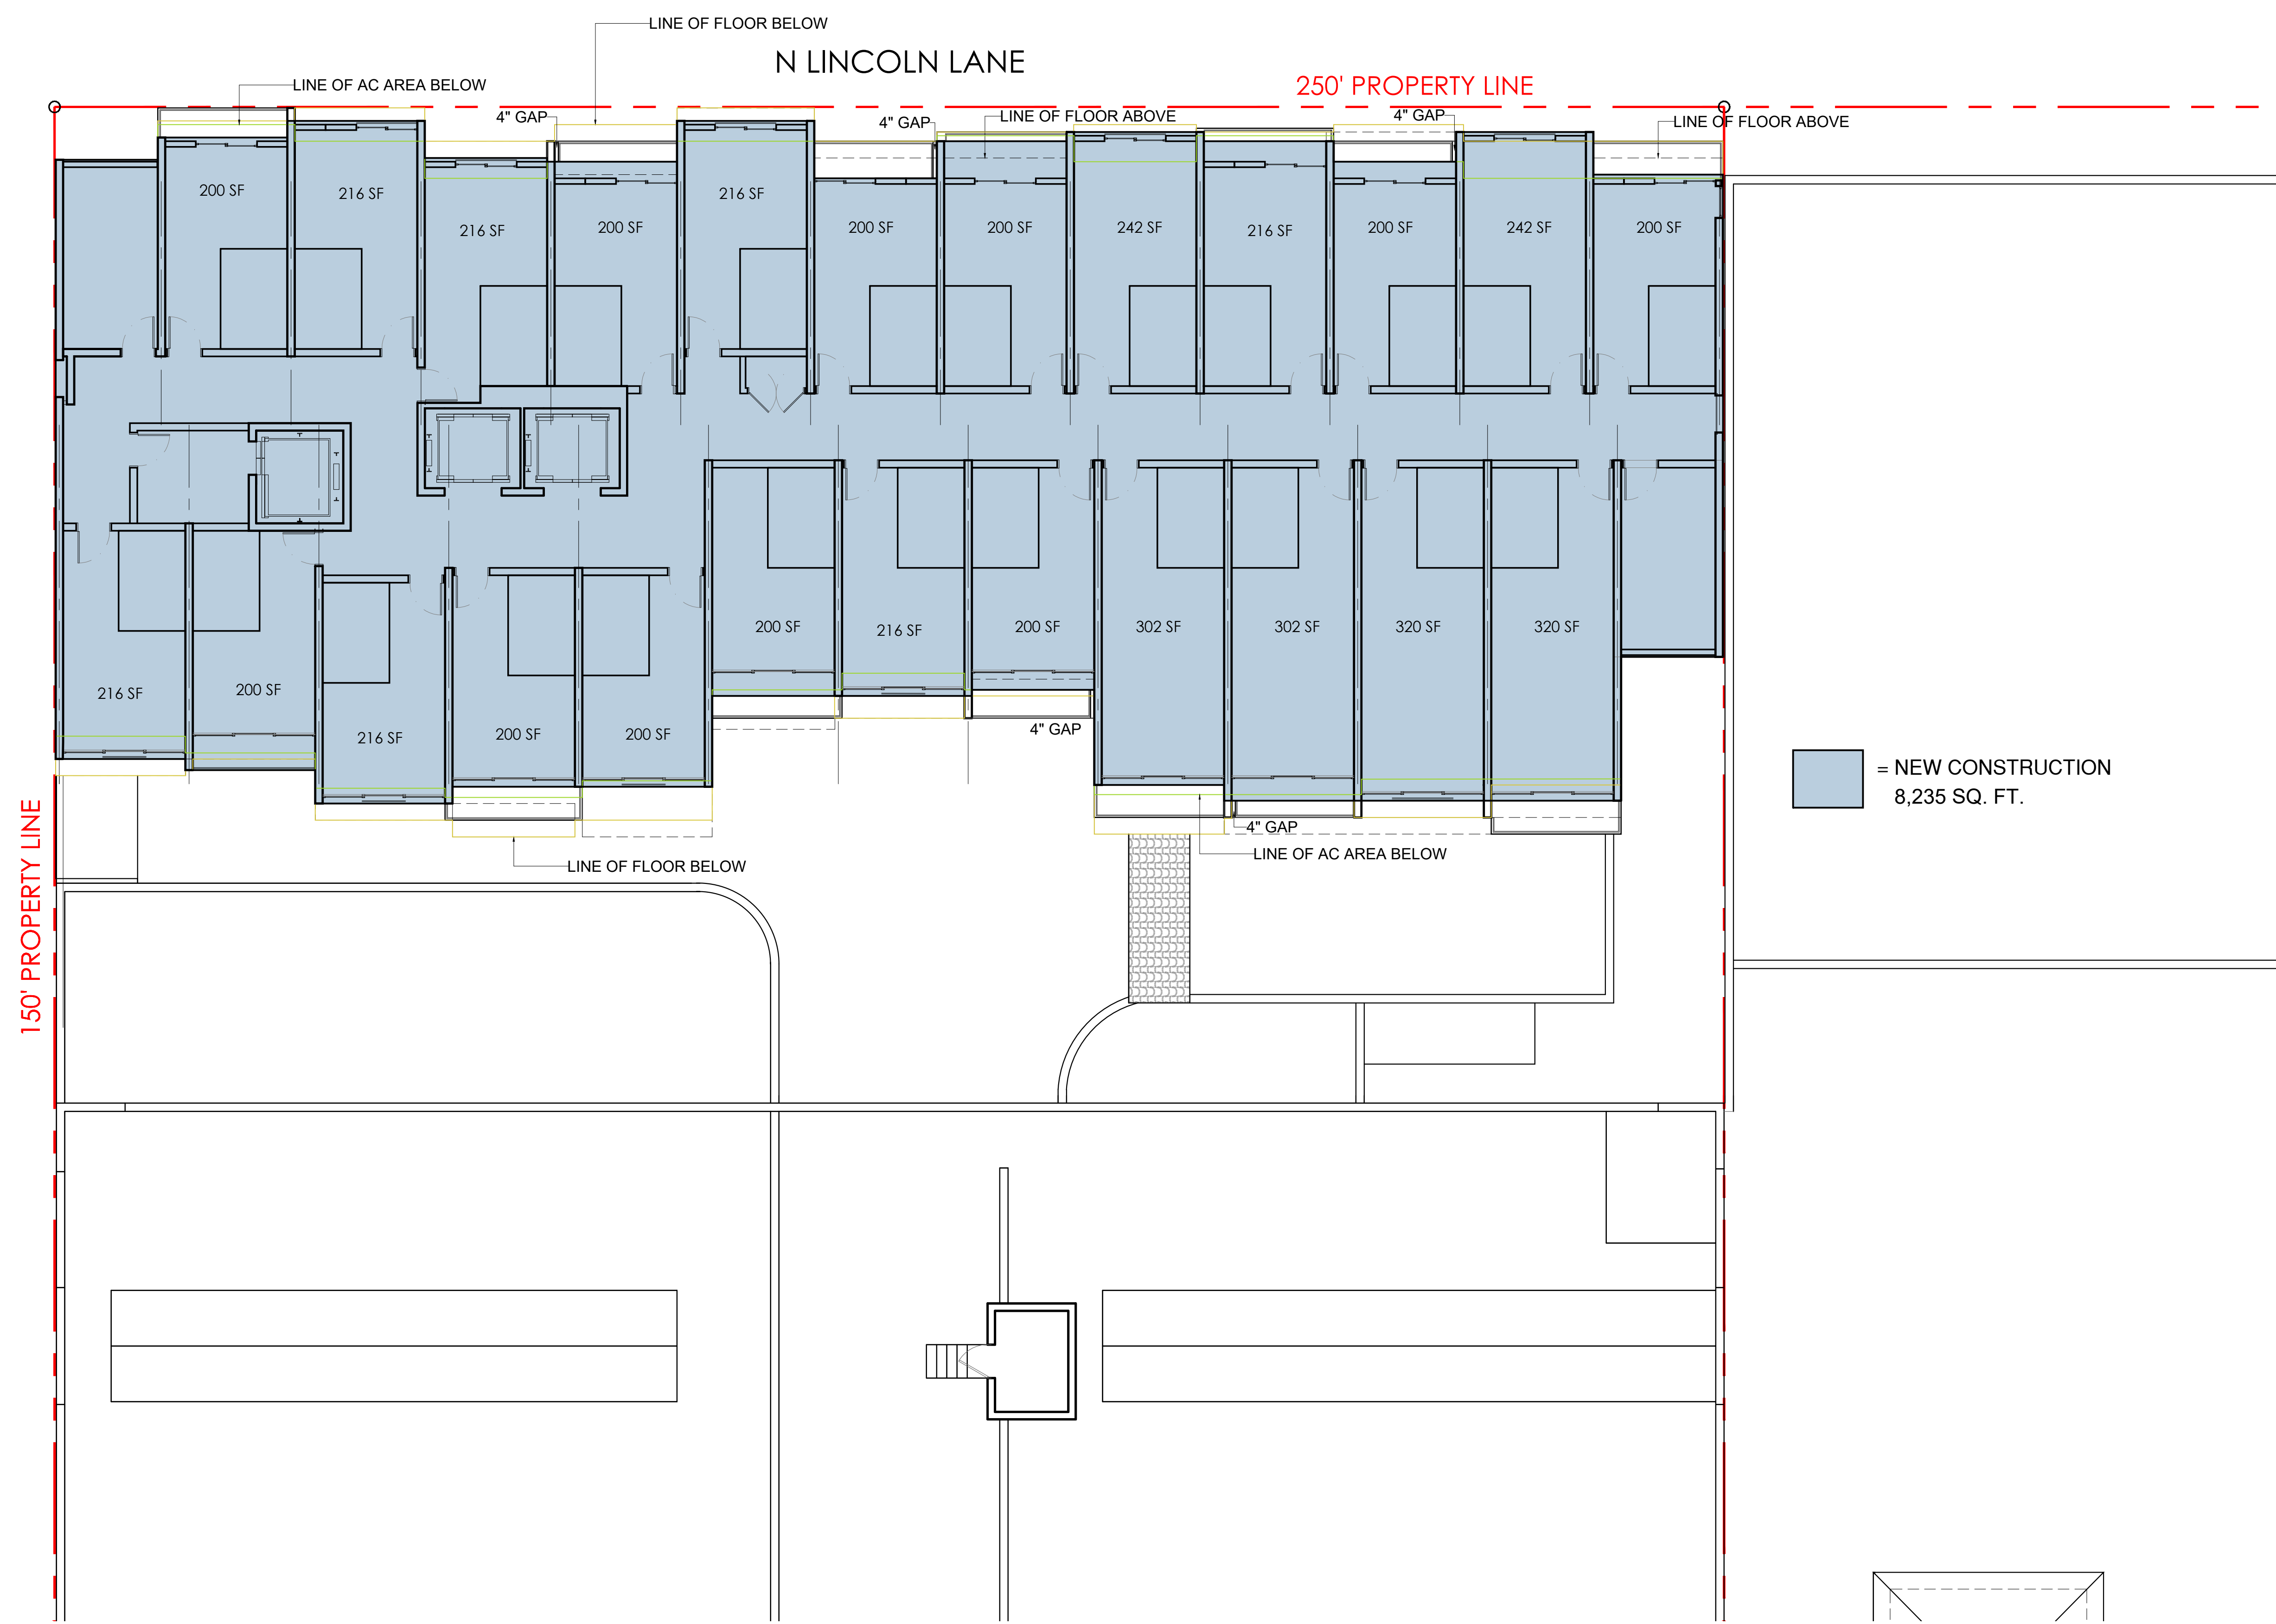 LINE OF FLOOR BELOW
N LINCOLN LANE
LINE OF AC AREA BELOW
250' PROPERTY LINE
4" GAP
4" GAP
LINE OF FLOOR ABOVE
4" GAP
LINE OF FLOOR ABOVE
200 SF
216 SF
216 SF
200 SF
216 SF
200 SF
200 SF
242 SF
216 SF
200 SF
242 SF
200 SF
216 SF
200 SF
216 SF
200 SF
200 SF
200 SF
216 SF
200 SF
302 SF
302 SF
320 SF
320 SF
4" GAP
4" GAP
LINE OF AC AREA BELOW
LINE OF FLOOR BELOW
150' PROPERTY LINE
= NEW CONSTRUCTION
8,235 SQ. FT.